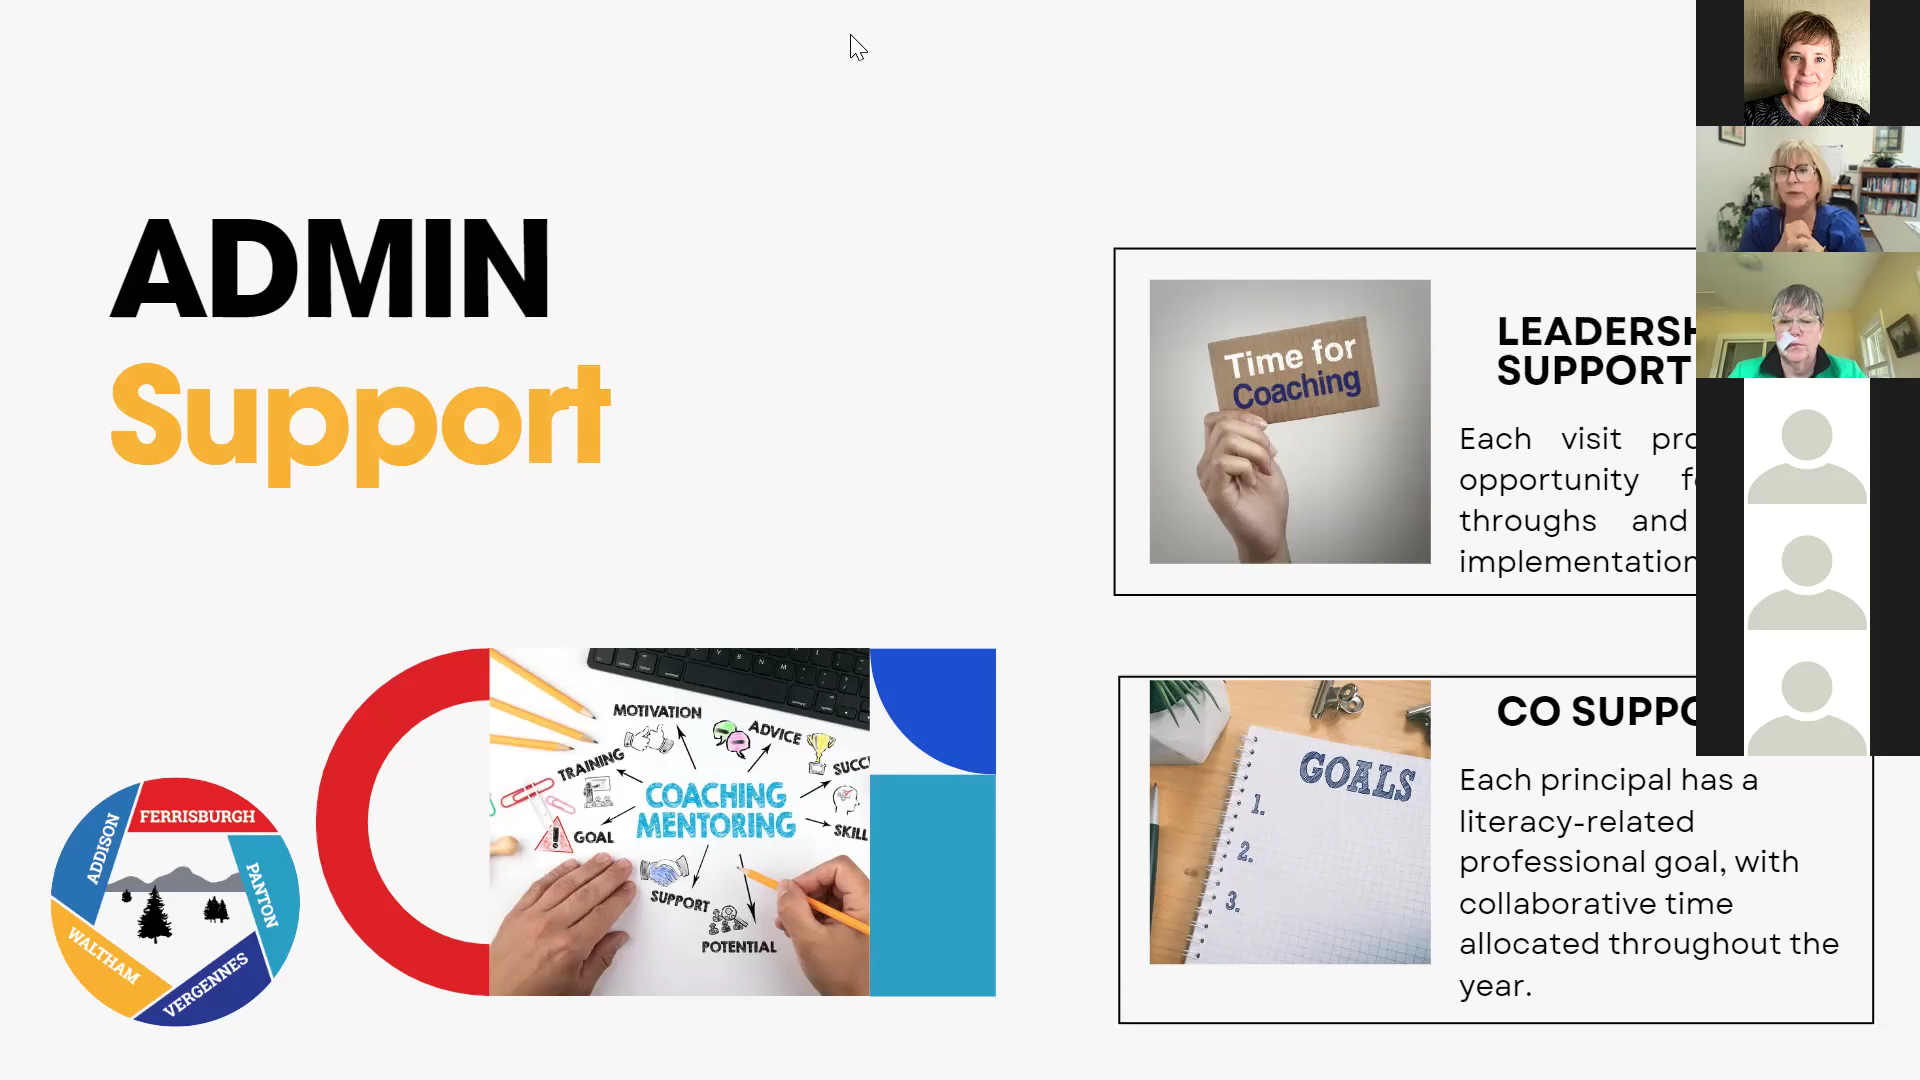 ADMIN
Support
Time for
Coaching
LEADERSH
SUPPORT
Each visit pro
opportunity f
throughs and
implementation
MOTIVATION
ADVICE
TRAINING
SUCC
COACHING
MENTORING
GOAL
SKILL
SUPPORT
POTENTIAL
FERRISBURGH
ADDISON
PANTON
WALTHAM
VERGENNES
CO SUPPO
GOALS
1.
2.
3.
Each principal has a
literacy-related
professional goal, with
collaborative time
allocated throughout the
year.